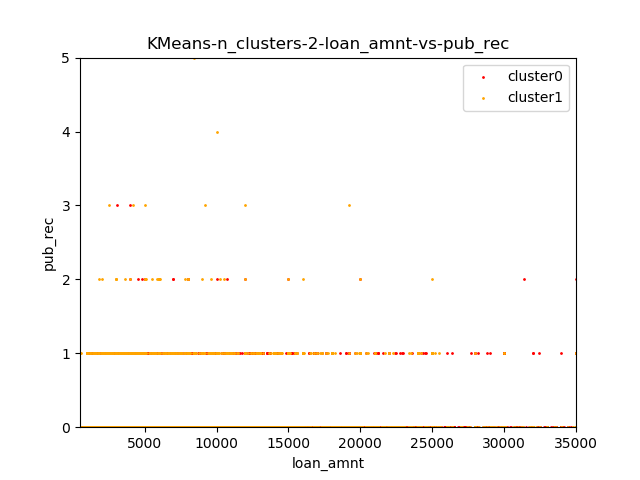 KMeans-n_clusters-2-loan_amnt-vs-pub_rec
cluster0
cluster1
5
4
3
2
1
0
pub_rec
5000 10000 15000 20000 25000 30000 35000
loan_amnt